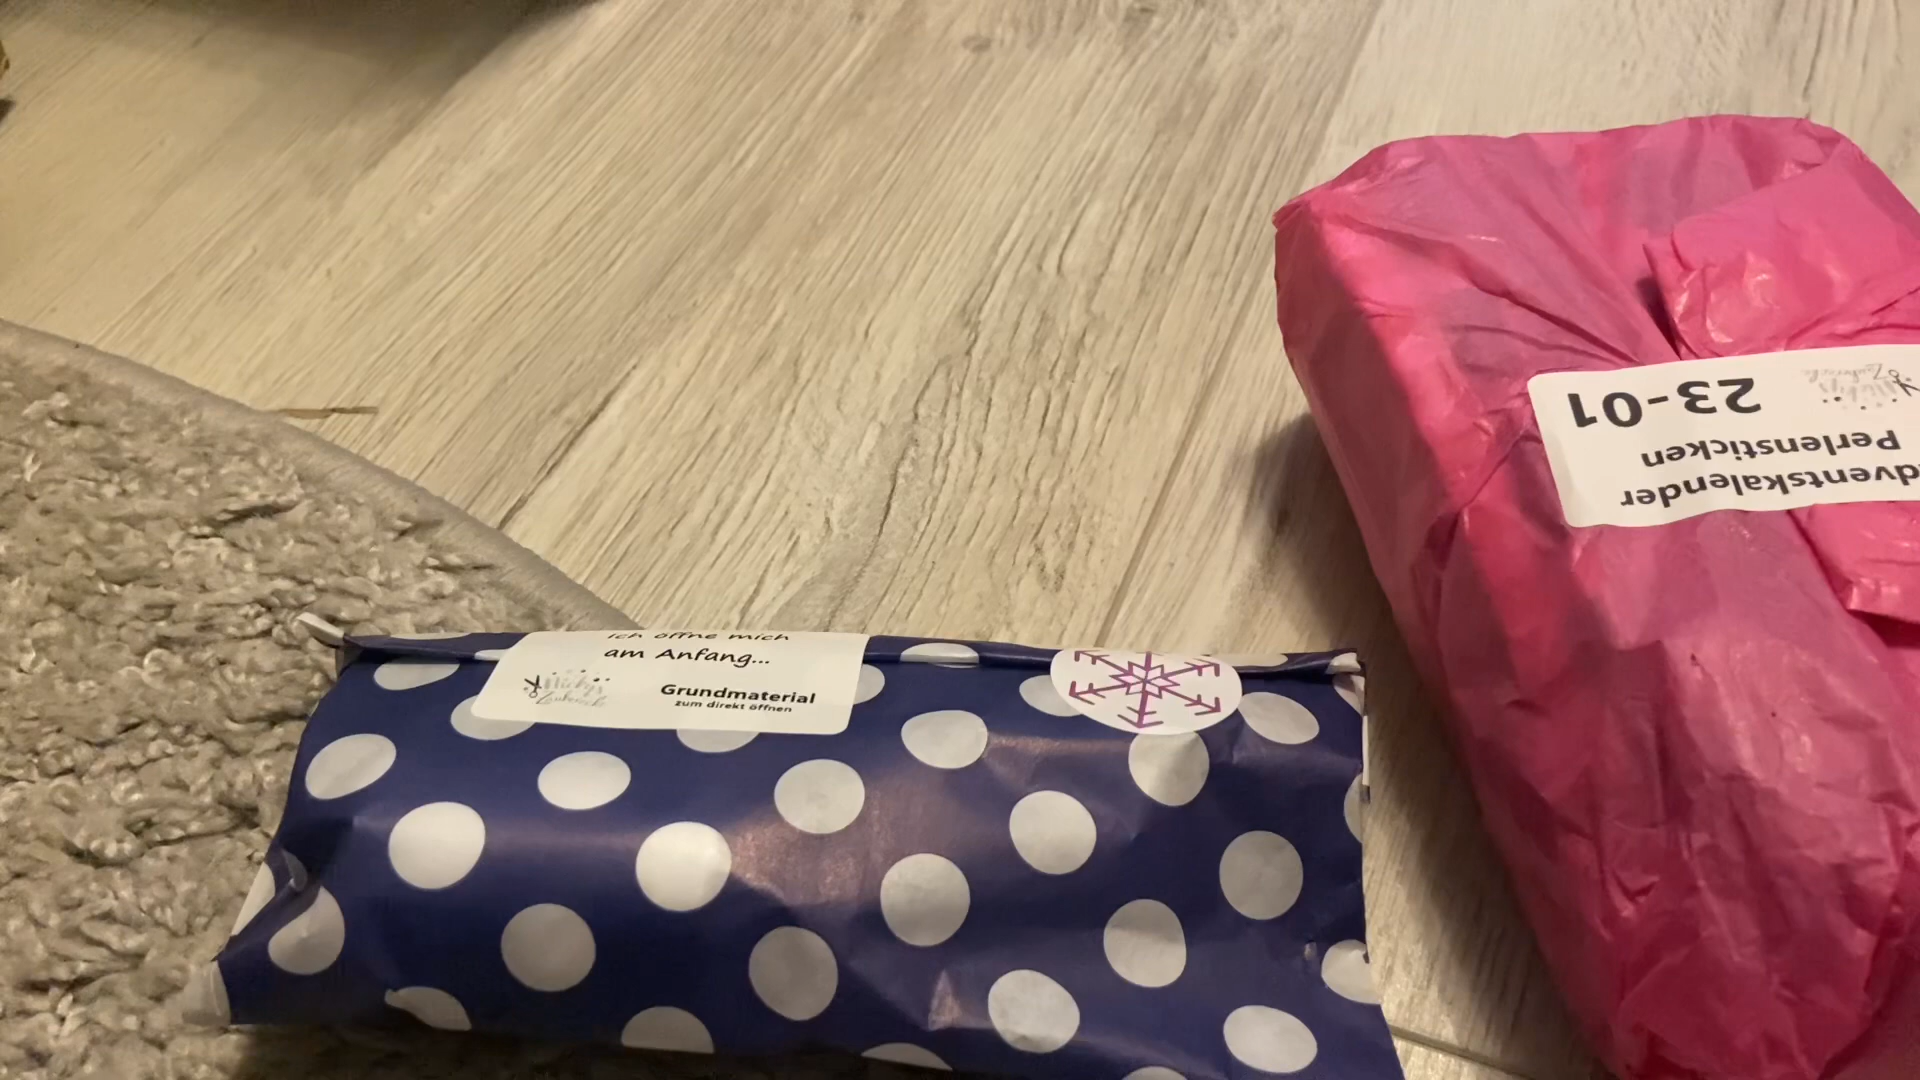 ich öffne mich
am Anfang...
Grundmaterial
zum direkt öffnen
dventskalender
Perlensticken
23-01